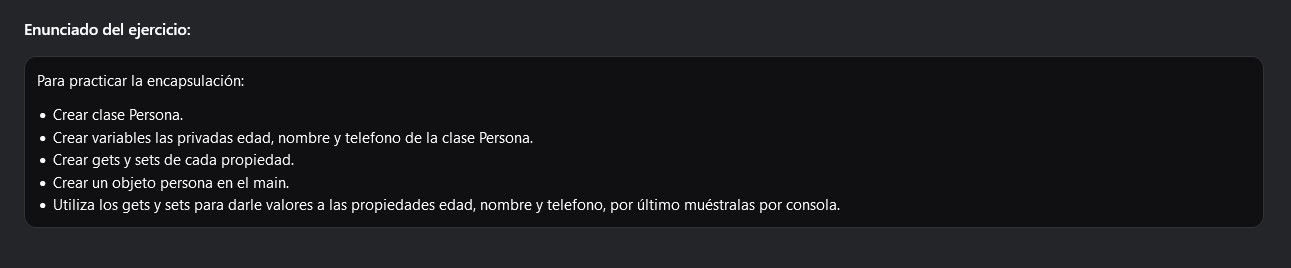 Enunciado del ejercicio:
Para practicar la encapsulación:
• Crear clase Persona.
• Crear variables las privadas edad, nombre y telefono de la clase Persona.
• Crear gets y sets de cada propiedad.
• Crear un objeto persona en el main.
• Utiliza los gets y sets para darle valores a las propiedades edad, nombre y telefono, por último muéstralas por consola.